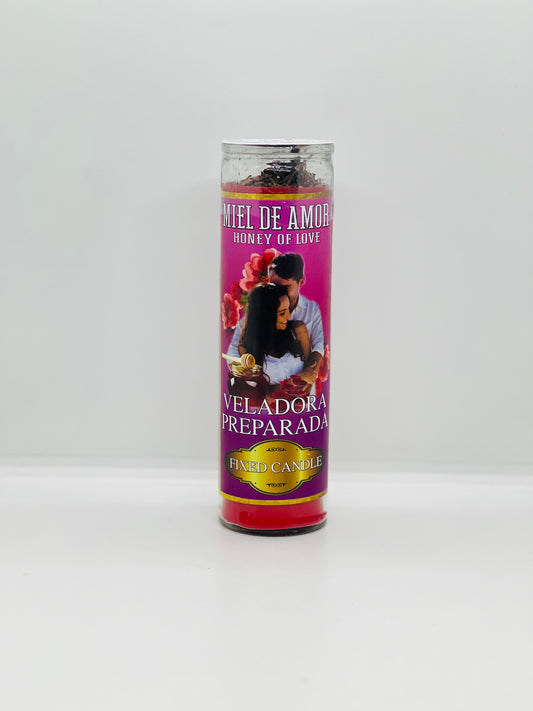 MIEL DE AMOR
HONEY OF LOVE
VELADORA
PREPARADA
FIXED CANDLE